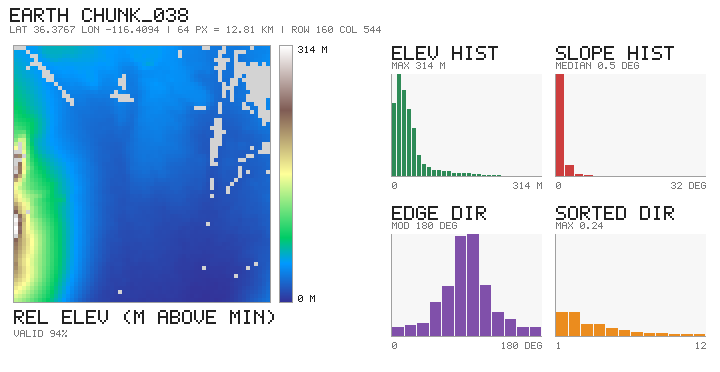 EARTH CHUNK_038
LAT 36.3767 LON -116.4094 | 64 PX = 12.81 KM | ROW 160 COL 544
314 M
0 M
REL ELEV (M ABOVE MIN)
VALID 94%
ELEV HIST
MAX 314 M
0 314 M
SLOPE HIST
MEDIAN 0.5 DEG
0 32 DEG
EDGE DIR
MOD 180 DEG
0 180 DEG
SORTED DIR
MAX 0.24
1 12